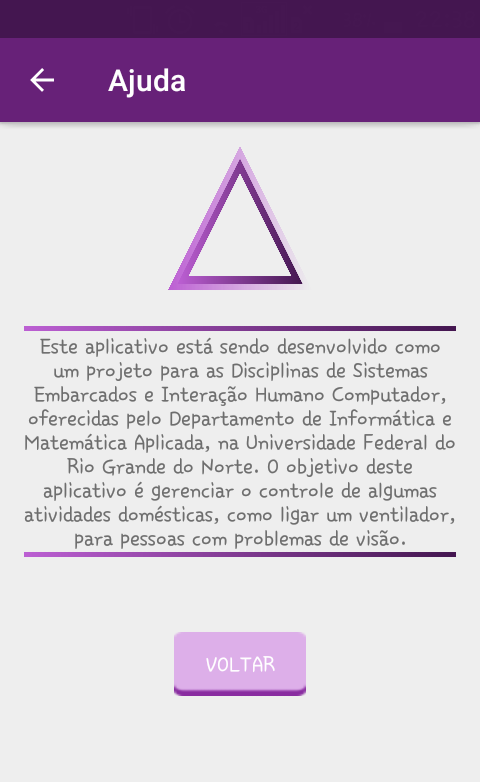 Ajuda
Este aplicativo está sendo desenvolvido como
um projeto para as Disciplinas de Sistemas
Embarcados e Interação Humano Computador,
oferecidas pelo Departamento de Informática e
Matemática Aplicada, na Universidade Federal do
Rio Grande do Norte. O objetivo deste
aplicativo é gerenciar o controle de algumas
atividades domésticas, como ligar um ventilador,
para pessoas com problemas de visão.
VOLTAR